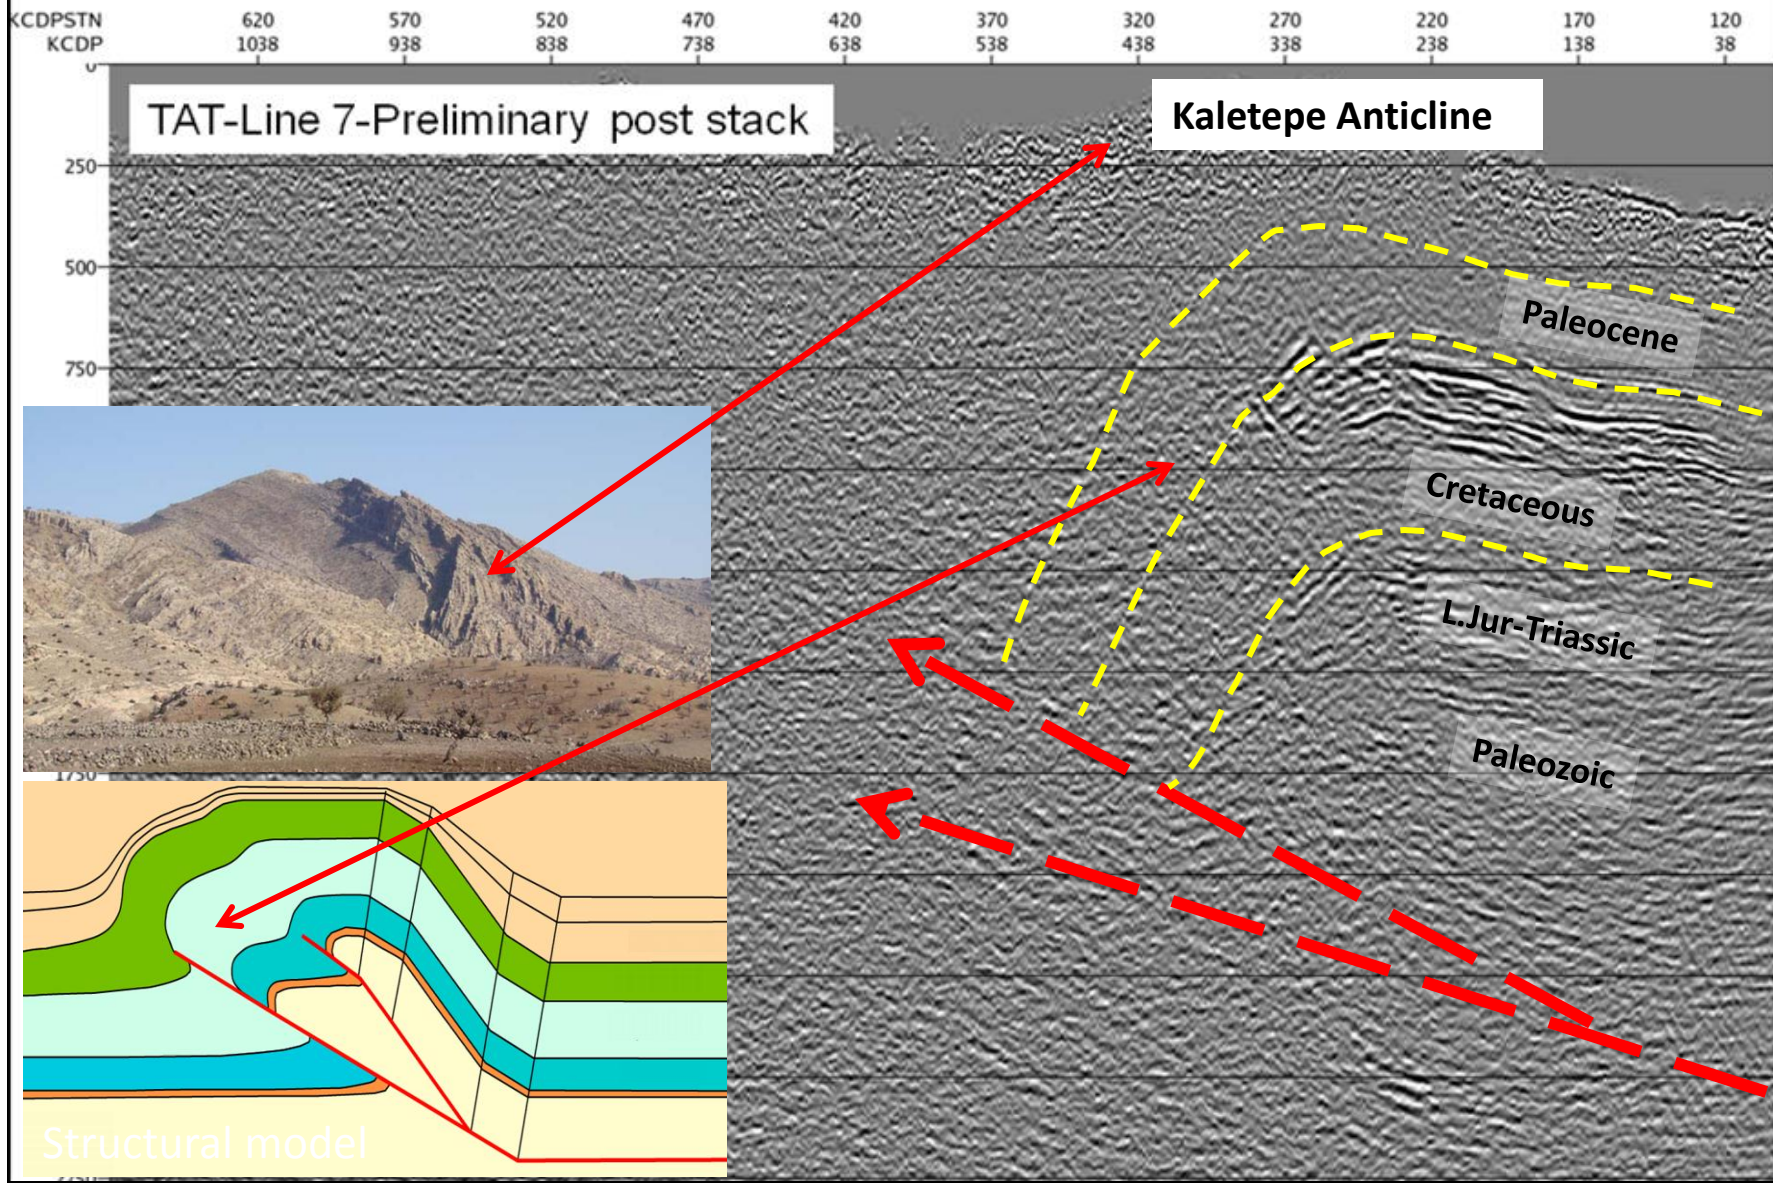 KCDPSTN 620 570 520 470 420 370 320 270 220 170 120
KCDP 1038 938 838 738 638 538 438 338 238 138 38
0
TAT-Line 7-Preliminary post stack
Kaletepe Anticline
250
500
750
Paleocene
Cretaceous
L.Jur-Triassic
Paleozoic
1750
Structural model